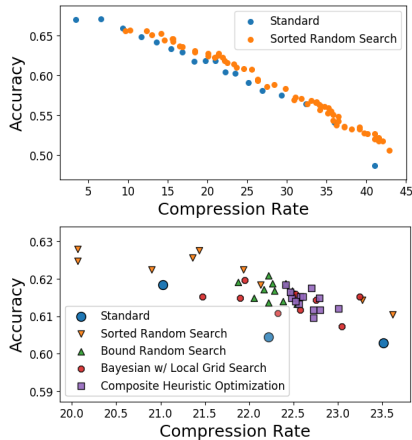 Accuracy
0.65
0.60
0.55
0.50
Standard
Sorted Random Search
5
10
15
20
25
30
35
40
45
Compression Rate
Accuracy
0.63
0.62
0.61
0.60
0.59
Standard
Sorted Random Search
Bound Random Search
Bayesian w/ Local Grid Search
Composite Heuristic Optimization
20.0
20.5
21.0
21.5
22.0
22.5
23.0
23.5
Compression Rate